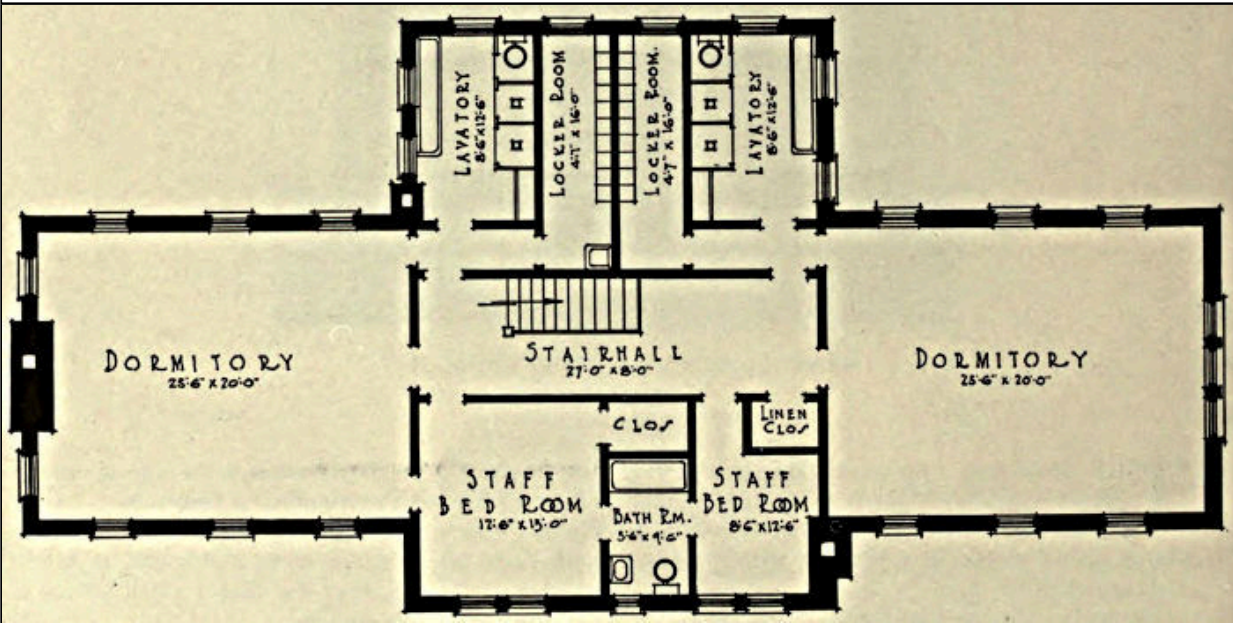 LAVATORY
8'-6" x 12'-6"
LOCKER ROOM
4'-7" x 16'-0"
LOCKER ROOM.
4'-7" x 16'-0"
LAVATORY
8'-6" x 12'-6"
DORMITORY
25'-6" x 20'-0"
STAIRHALL
27'-0" x 8'-0"
DORMITORY
25'-6" x 20'-0"
CLOS
LINEN
CLOS
STAFF
BED ROOM
12'-6" x 15'-0"
BATH RM.
5'-6" x 9'-6"
STAFF
BED ROOM
8'-6" x 12'-6"